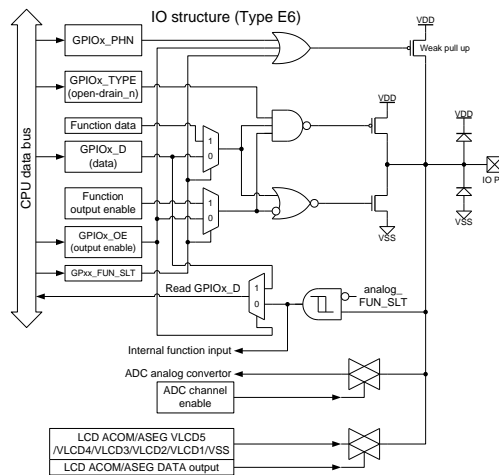 IO structure (Type E6)
CPU data bus
GPIOx_PHN
GPIOx_TYPE
(open-drain_n)
Function data
GPIOx_D
(data)
Function
output enable
GPIOx_OE
(output enable)
GPxx_FUN_SLT
1
0
1
0
VDD
Weak pull up
VDD
VSS
VDD
VSS
IO P
Read GPIOx_D
1
0
analog_
FUN_SLT
Internal function input
ADC analog convertor
ADC channel
enable
LCD ACOM/ASEG VLCD5
/VLCD4/VLCD3/VLCD2/VLCD1/VSS
LCD ACOM/ASEG DATA output